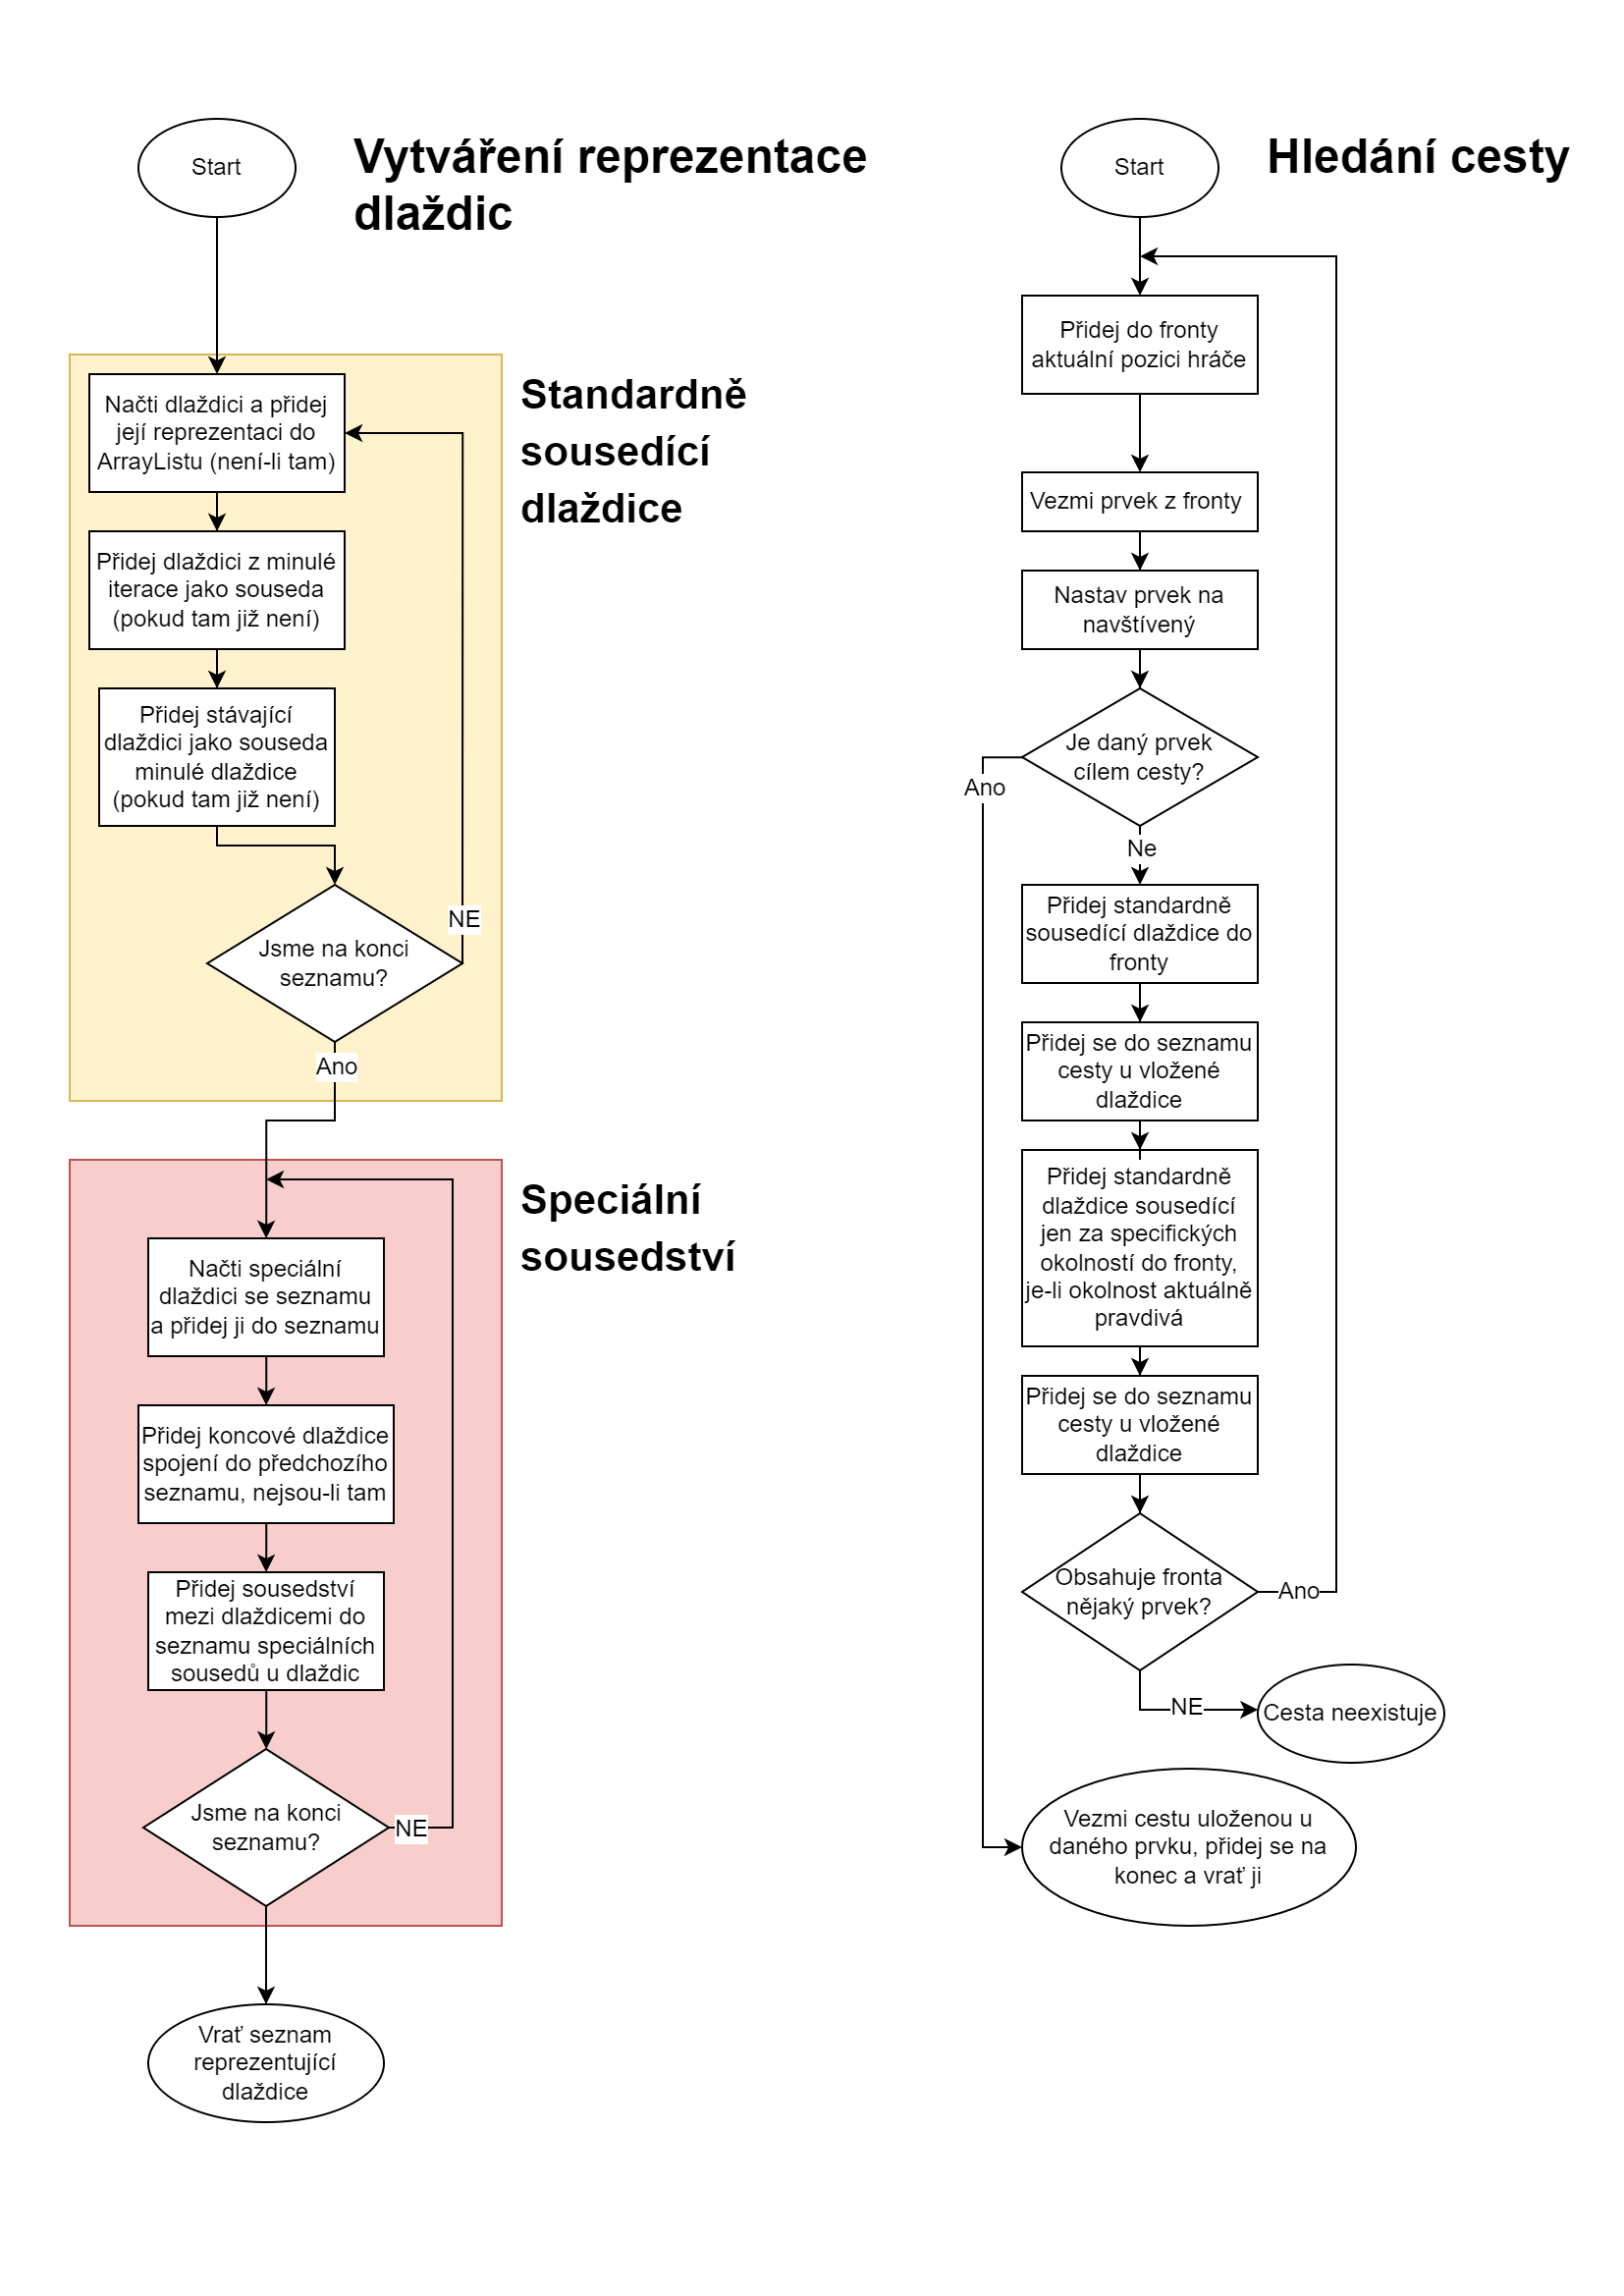 Start
Vytváření reprezentace
dlaždic
Standardně
sousedící
dlaždice
Načti dlaždici a přidej
její reprezentaci do
ArrayListu (není-li tam)
Přidej dlaždici z minulé
iterace jako souseda
(pokud tam již není)
Přidej stávající
dlaždici jako souseda
minulé dlaždice
(pokud tam již není)
Jsme na konci
seznamu?
NE
Ano
Speciální
sousedství
Načti speciální
dlaždici se seznamu
a přidej ji do seznamu
Přidej koncové dlaždice
spojení do předchozího
seznamu, nejsou-li tam
Přidej sousedství
mezi dlaždicemi do
seznamu speciálních
sousedů u dlaždic
Jsme na konci
seznamu?
NE
Vrať seznam
reprezentující
dlaždice
Start
Hledání cesty
Přidej do fronty
aktuální pozici hráče
Vezmi prvek z fronty
Nastav prvek na
navštívený
Je daný prvek
cílem cesty?
Ano
Ne
Přidej standardně
sousedící dlaždice do
fronty
Přidej se do seznamu
cesty u vložené
dlaždice
Přidej standardně
dlaždice sousedící
jen za specifických
okolností do fronty,
je-li okolnost aktuálně
pravdivá
Přidej se do seznamu
cesty u vložené
dlaždice
Obsahuje fronta
nějaký prvek?
Ano
NE
Cesta neexistuje
Vezmi cestu uloženou u
daného prvku, přidej se na
konec a vrať ji